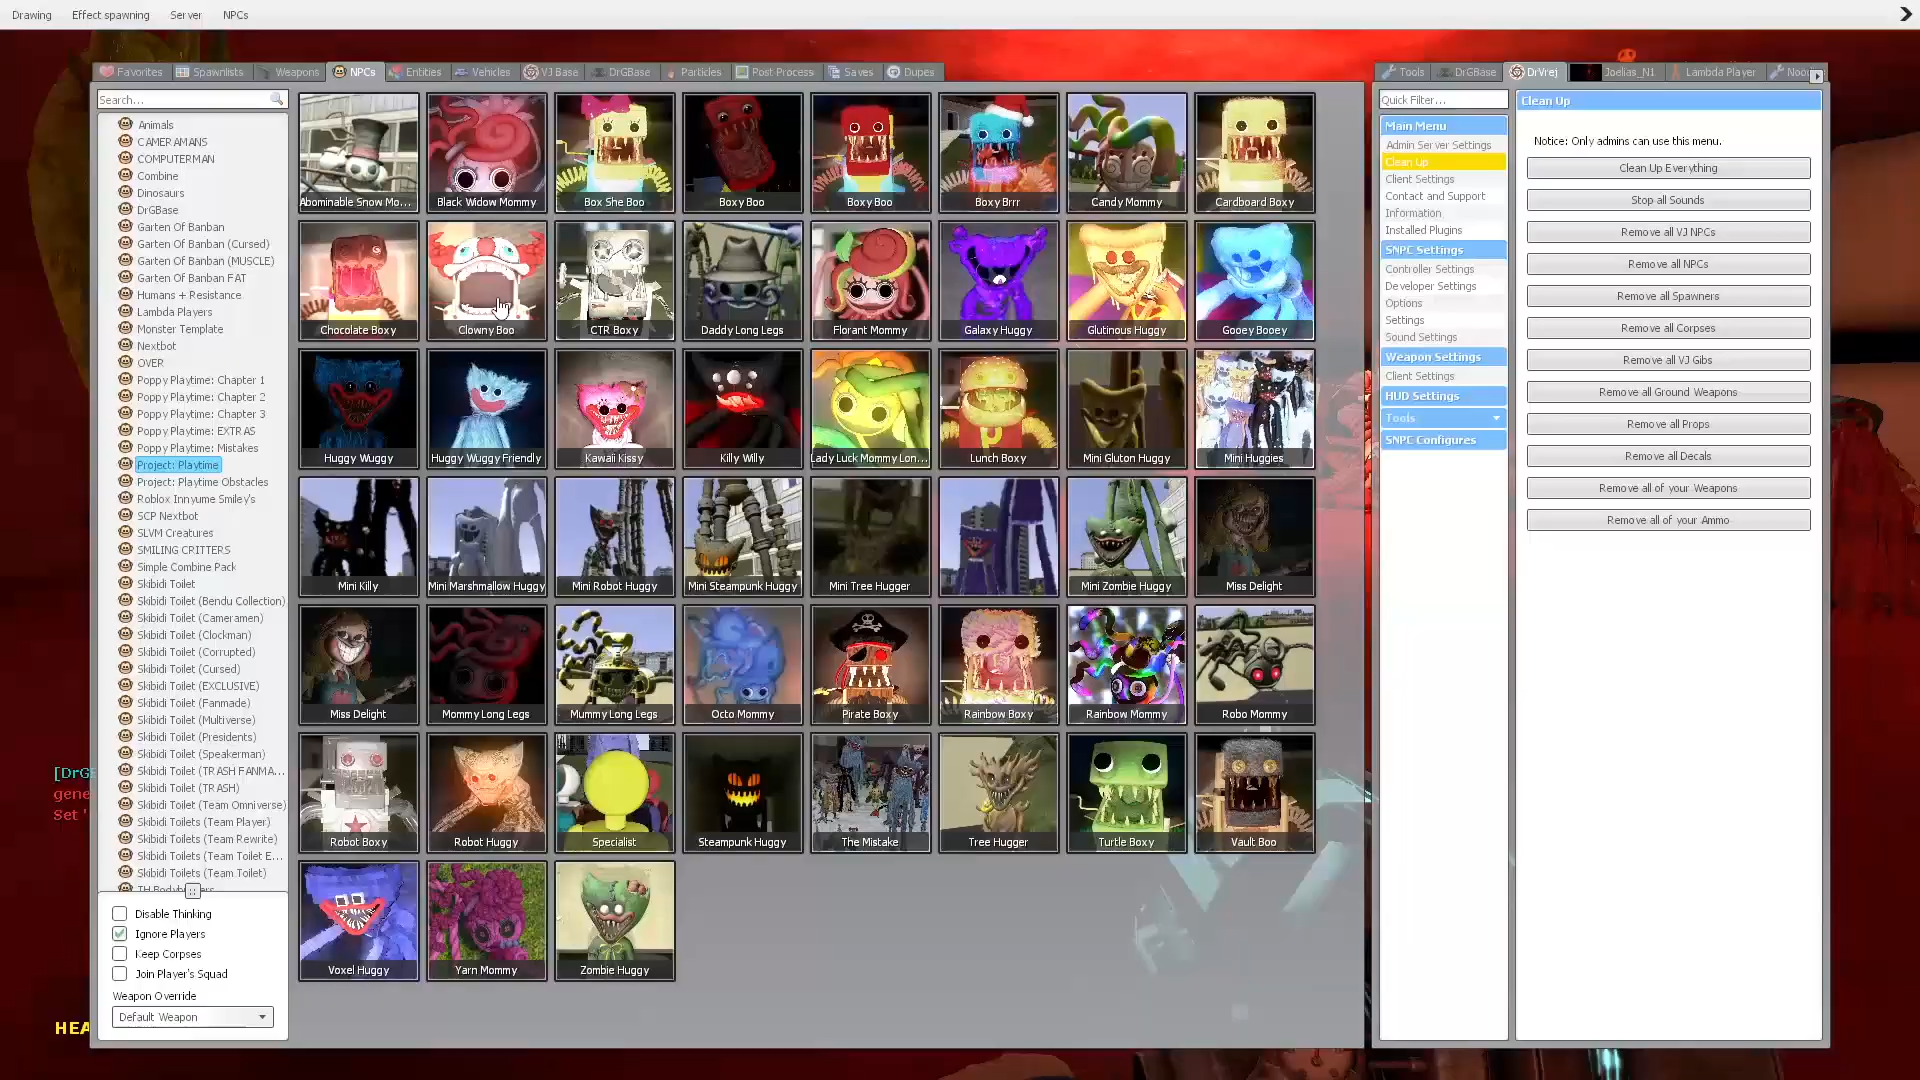 Drawing Effect spawning Server NPCs
Favorites Spawnlists Weapons NPCs Entities Vehicles VJ Base DrGBase Particles Post Process Saves Dupes
Search...
Animals
CAMERAMANS
COMPUTERMAN
Combine
Dinosaurs
DrGBase
Garten Of Banban
Garten Of Banban (Cursed)
Garten Of Banban (MUSCLE)
Garten Of Banban FAT
Humans + Resistance
Lambda Players
Monster Template
Nextbot
OVER
Poppy Playtime: Chapter 1
Poppy Playtime: Chapter 2
Poppy Playtime: Chapter 3
Poppy Playtime: EXTRAS
Poppy Playtime: Mistakes
Project: Playtime
Project: Playtime Obstacles
Roblox Innyume Smiley's
SCP Nextbot
SLVM Creatures
SMILING CRITTERS
Simple Combine Pack
Skibidi Toilet
Skibidi Toilet (Bendu Collection)
Skibidi Toilet (Cameramen)
Skibidi Toilet (Clockman)
Skibidi Toilet (Corrupted)
Skibidi Toilet (Cursed)
Skibidi Toilet (EXCLUSIVE)
Skibidi Toilet (Fanmade)
Skibidi Toilet (Multiverse)
Skibidi Toilet (Presidents)
Skibidi Toilet (Speakerman)
Skibidi Toilet (TRASH FANMA...
Skibidi Toilet (TRASH)
Skibidi Toilet (Team Omniverse)
Skibidi Toilets (Team Player)
Skibidi Toilets (Team Rewrite)
Skibidi Toilets (Team Toilet E...
Skibidi Toilets (Team Toilet)
Disable Thinking
Ignore Players
Keep Corpses
Join Player's Squad
Weapon Override
Default Weapon
Abominable Snow Mo... Black Widow Mommy Box She Boo Boxy Boo Boxy Boo Boxy Brrr Candy Mommy Cardboard Boxy
Chocolate Boxy Clowny Boo CTR Boxy Daddy Long Legs Florant Mommy Galaxy Huggy Glutinous Huggy Gooey Booey
Huggy Wuggy Huggy Wuggy Friendly Kawaii Kissy Killy Willy Lady Luck Mommy Lon... Lunch Boxy Mini Gluton Huggy Mini Huggies
Mini Killy Mini Marshmallow Huggy Mini Robot Huggy Mini Steampunk Huggy Mini Tree Hugger Mini Zombie Huggy Miss Delight
Miss Delight Mommy Long Legs Mummy Long Legs Octo Mommy Pirate Boxy Rainbow Boxy Rainbow Mommy Robo Mommy
Robot Boxy Robot Huggy Specialist Steampunk Huggy The Mistake Tree Hugger Turtle Boxy Vault Boo
Voxel Huggy Yarn Mommy Zombie Huggy
[DrGB
gene
Set '
HEA
Tools DrGBase DrVrej Joelias_N1 Lambda Player
Quick Filter...
Main Menu
Admin Server Settings
Clean Up
Client Settings
Contact and Support
Information
Installed Plugins
SNPC Settings
Controller Settings
Developer Settings
Options
Settings
Sound Settings
Weapon Settings
Client Settings
HUD Settings
Tools
SNPC Configures
Clean Up
Notice: Only admins can use this menu.
Clean Up Everything
Stop all Sounds
Remove all VJ NPCs
Remove all NPCs
Remove all Spawners
Remove all Corpses
Remove all VJ Gibs
Remove all Ground Weapons
Remove all Props
Remove all Decals
Remove all of your Weapons
Remove all of your Ammo